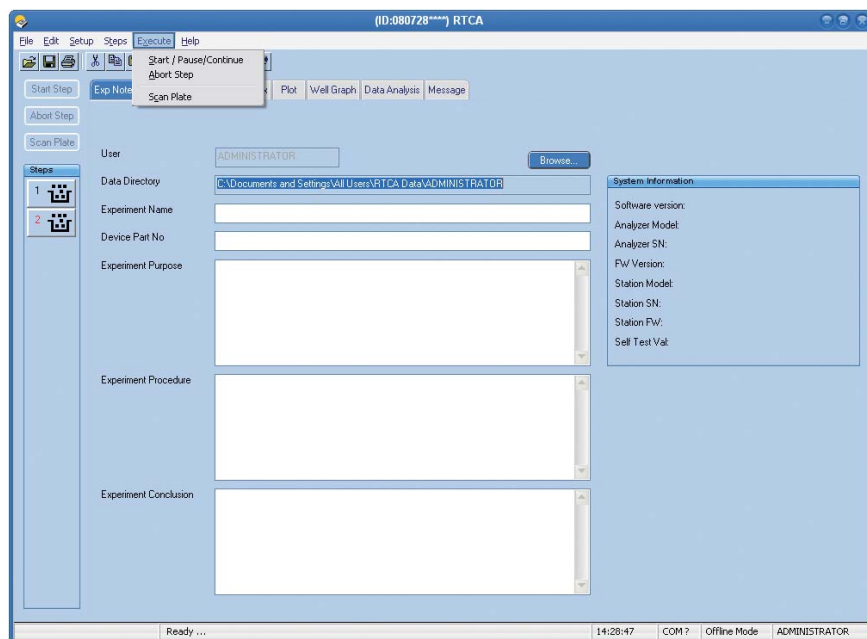 (ID:080728****) RTCA
File Edit Setup Steps Execute Help
Start / Pause/Continue
Abort Step
Scan Plate
Start Step
Abort Step
Scan Plate
Exp Note
Plot Well Graph Data Analysis Message
Steps
1
2
User ADMINISTRATOR Browse...
Data Directory C:\Documents and Settings\All Users\RTCA Data\ADMINISTRATOR
Experiment Name
Device Part No
Experiment Purpose
Experiment Procedure
Experiment Conclusion
System Information
Software version:
Analyzer Model:
Analyzer SN:
FW Version:
Station Model:
Station SN:
Station FW:
Self Test Val:
Ready ... 14:28:47 COM ? Offline Mode ADMINISTRATOR